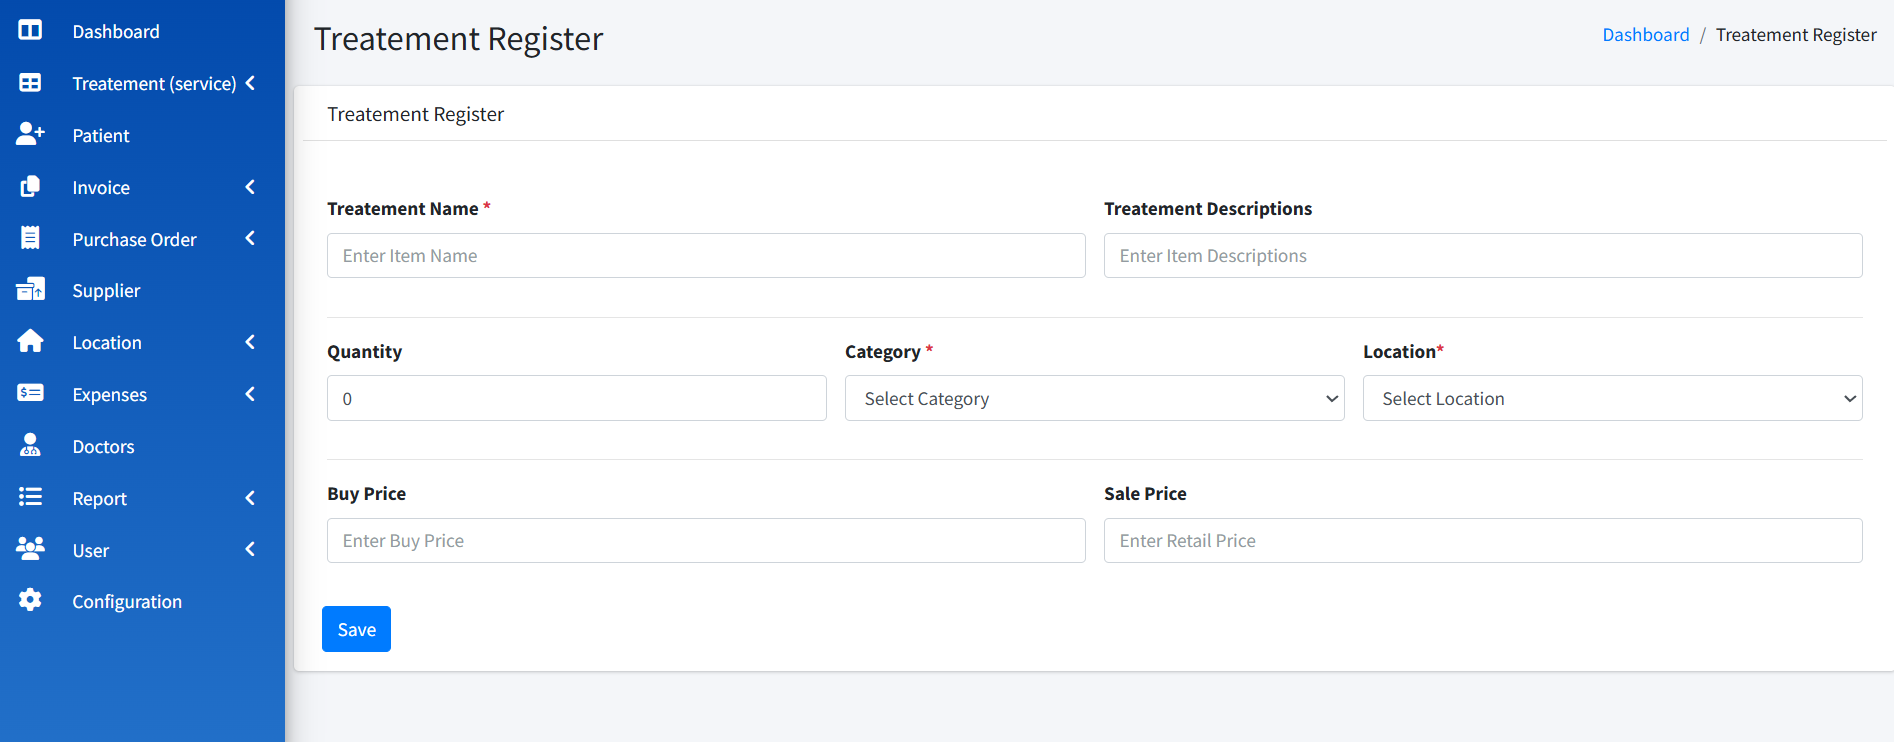 Dashboard
Treatement (service)
Patient
Invoice
Purchase Order
Supplier
Location
Expenses
Doctors
Report
User
Configuration
Treatement Register
Dashboard / Treatement Register
Treatement Register
Treatement Name *
Treatement Descriptions
Enter Item Name
Enter Item Descriptions
Quantity
Category *
Location*
0
Select Category
Select Location
Buy Price
Sale Price
Enter Buy Price
Enter Retail Price
Save